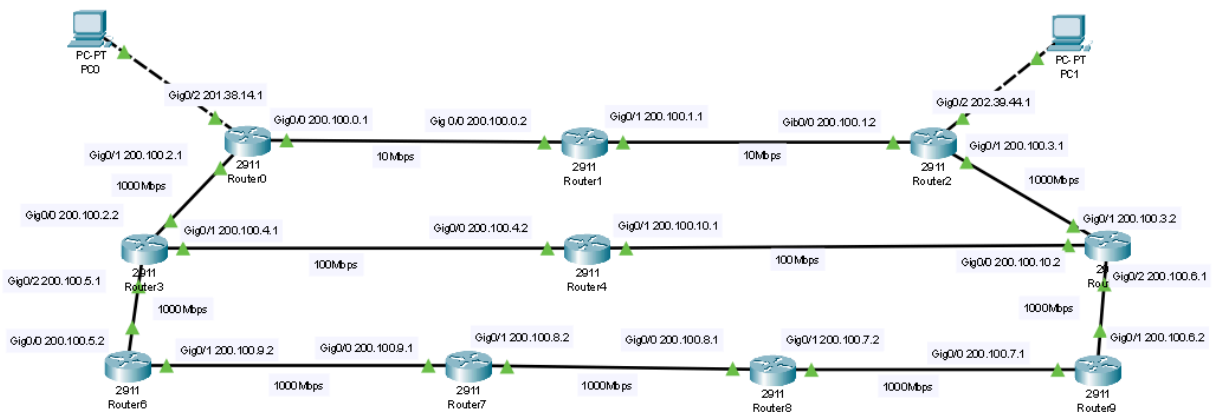 PC-PT
PC0
PC-PT
PC1
Gig0/2 201.38.14.1
Gig0/2 202.39.44.1
Gig0/0 200.100.0.1
Gig 0/0 200.100.0.2
Gig0/1 200.100.1.1
Gib0/0 200.100.1.2
2911
Router0
10Mbps
2911
Router1
10Mbps
2911
Router2
Gig0/1 200.100.3.1
Gig0/1 200.100.2.1
1000Mbps
1000Mbps
Gig0/0 200.100.2.2
Gig0/1 200.100.4.1
Gig0/0 200.100.4.2
Gig0/1 200.100.10.1
Gig0/1 200.100.3.2
2911
Router3
100Mbps
2911
Router4
100Mbps
Gig0/0 200.100.10.2
Gig0/2 200.100.5.1
Gig0/2 200.100.6.1
1000Mbps
1000Mbps
Gig0/0 200.100.5.2
Gig0/1 200.100.9.2
Gig0/0 200.100.9.1
Gig0/1 200.100.8.2
Gig0/0 200.100.8.1
Gig0/1 200.100.7.2
Gig0/0 200.100.7.1
Gig0/1 200.100.6.2
2911
Router6
1000Mbps
2911
Router7
1000Mbps
2911
Router8
1000Mbps
2911
Router9